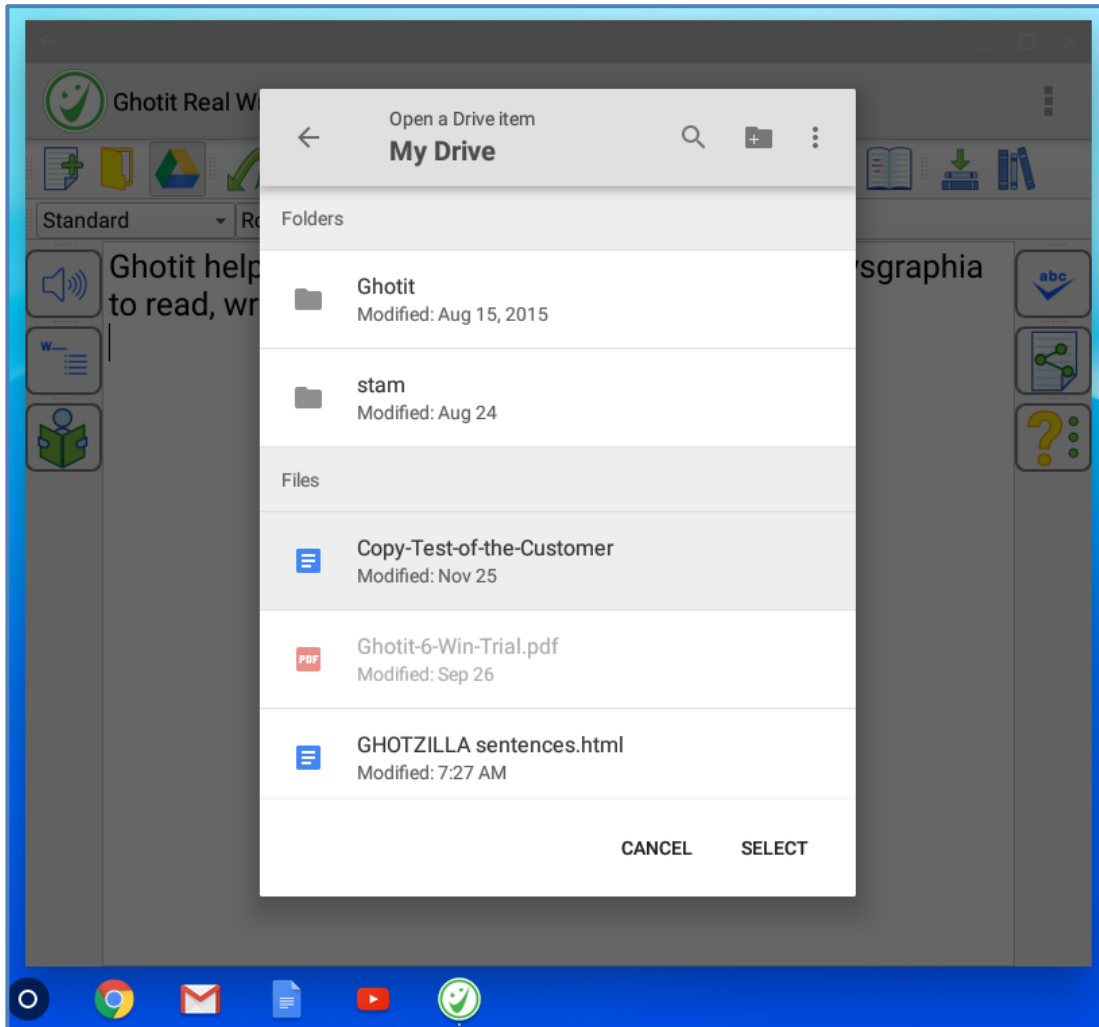 Ghotit Real W
Open a Drive item
My Drive
Standard
Ro
Folders
Ghotit help
sgraphia
to read, wr
Ghotit
Modified: Aug 15, 2015
stam
Modified: Aug 24
Files
Copy-Test-of-the-Customer
Modified: Nov 25
PDF
Ghotit-6-Win-Trial.pdf
Modified: Sep 26
GHOTZILLA sentences.html
Modified: 7:27 AM
CANCEL
SELECT
abc
W